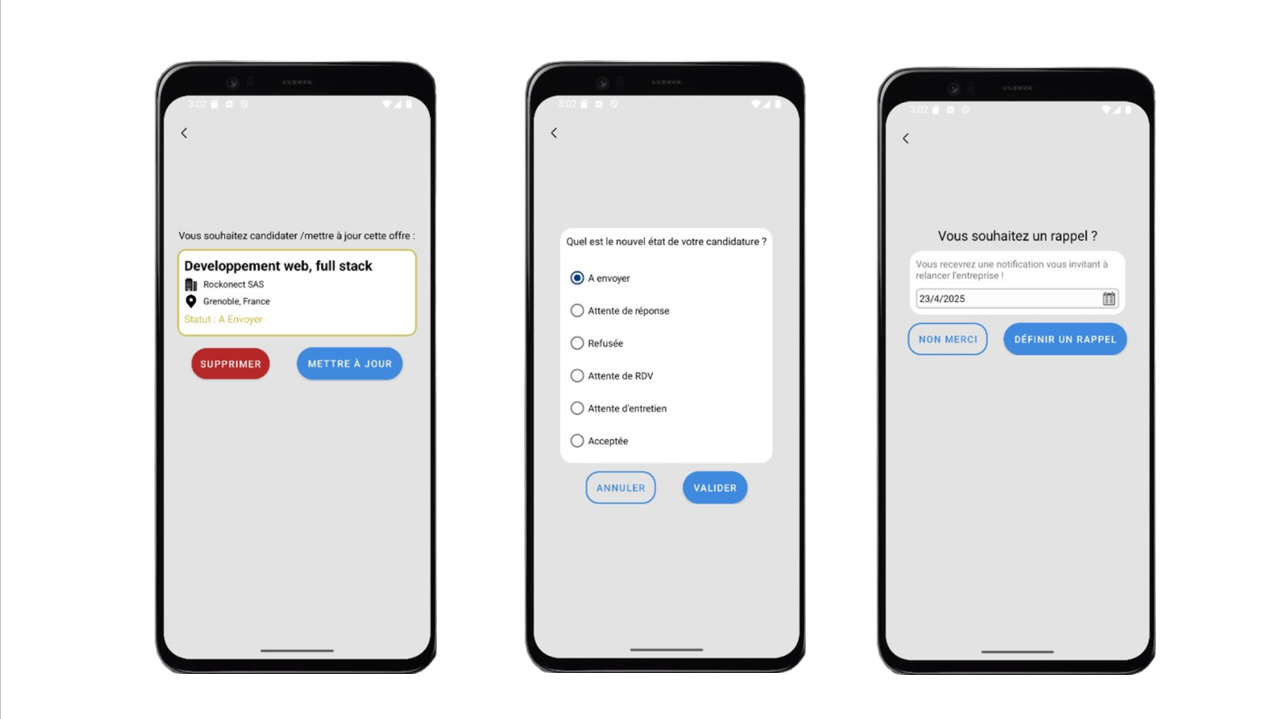 3:02
Vous souhaitez candidater /mettre à jour cette offre :
Developpement web, full stack
Rockonect SAS
Grenoble, France
Statut : A Envoyer
SUPPRIMER
METTRE À JOUR
3:02
Quel est le nouvel état de votre candidature ?
A envoyer
Attente de réponse
Refusée
Attente de RDV
Attente d'entretien
Acceptée
ANNULER
VALIDER
3:02
Vous souhaitez un rappel ?
Vous recevrez une notification vous invitant à
relancer l'entreprise !
23/4/2025
NON MERCI
DÉFINIR UN RAPPEL